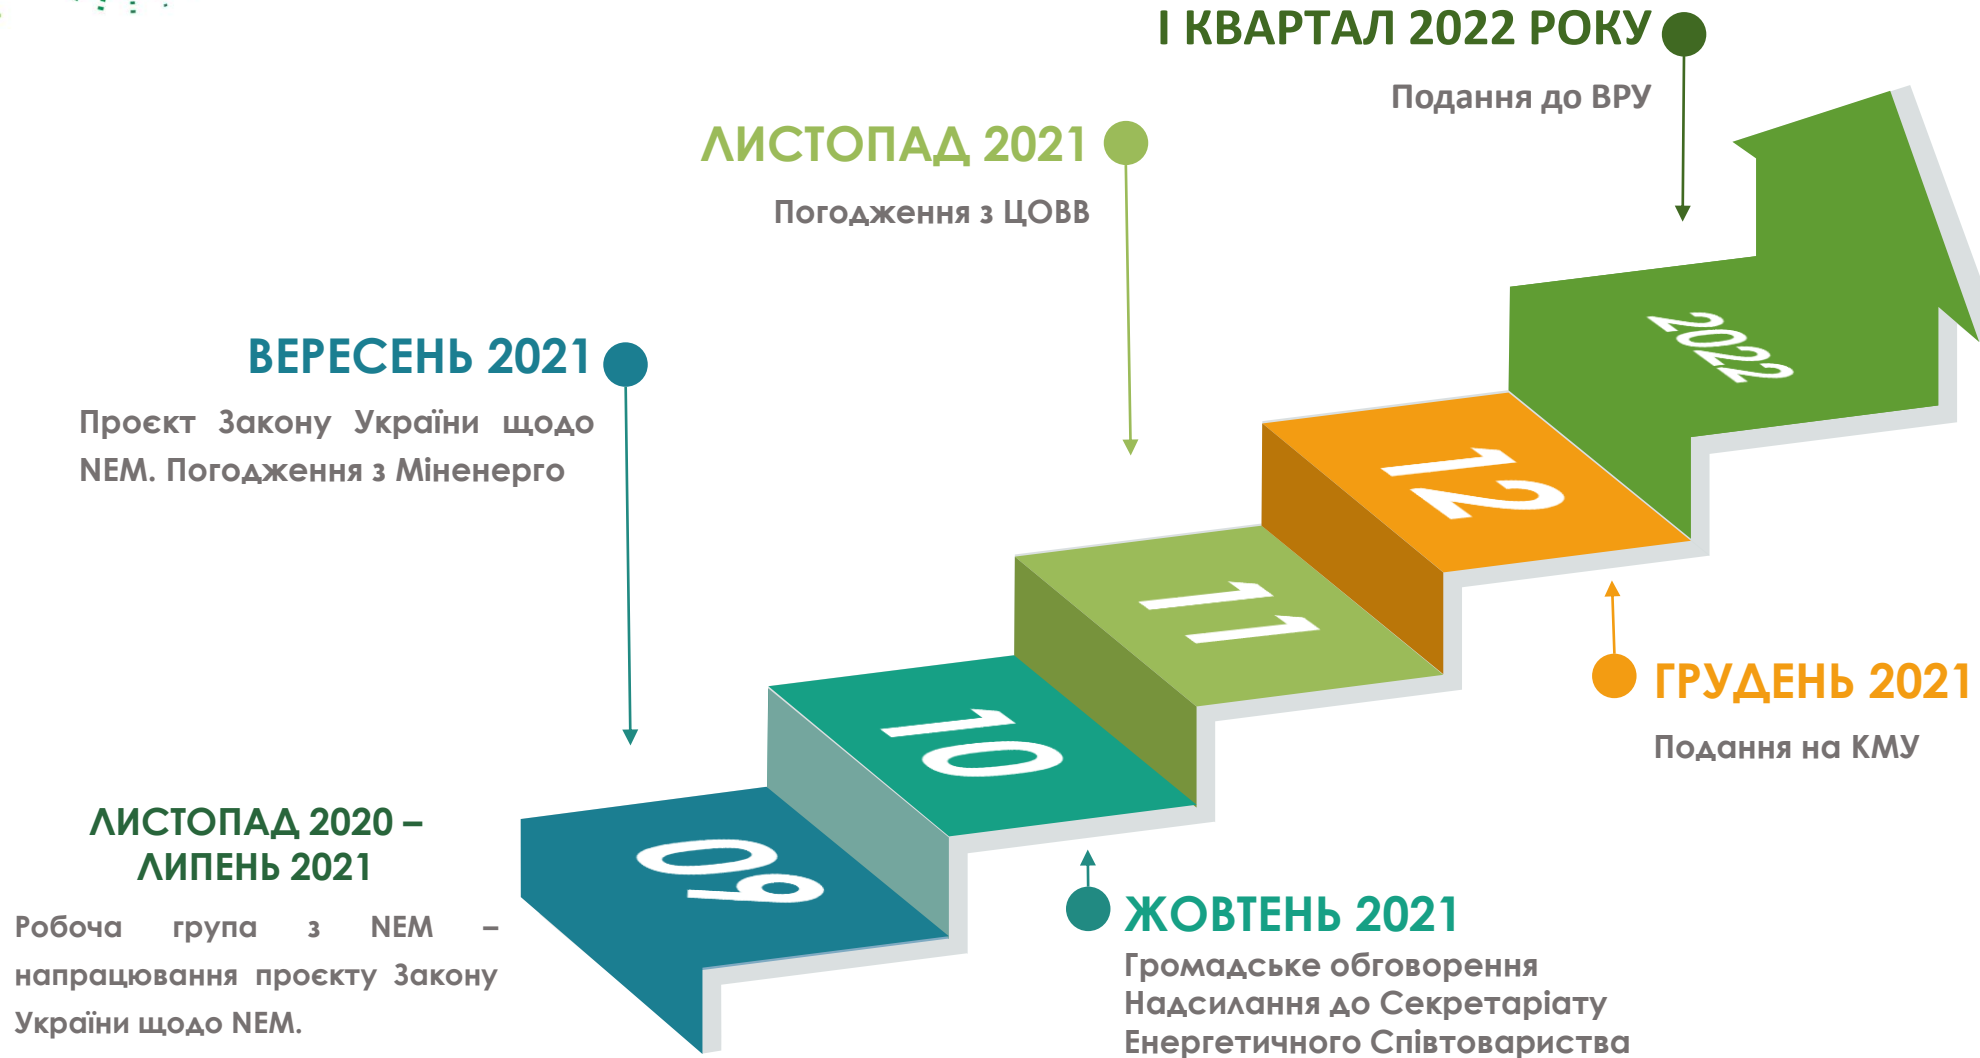 І КВАРТАЛ 2022 РОКУ
Подання до ВРУ
ЛИСТОПАД 2021
Погодження з ЦОВВ
ВЕРЕСЕНЬ 2021
Проєкт Закону України щодо
NEM. Погодження з Міненерго
ЛИСТОПАД 2020 –
ЛИПЕНЬ 2021
Робоча група з NEM –
напрацювання проєкту Закону
України щодо NEM.
09
10
11
12
2022
ГРУДЕНЬ 2021
Подання на КМУ
ЖОВТЕНЬ 2021
Громадське обговорення
Надсилання до Секретаріату
Енергетичного Співтовариства